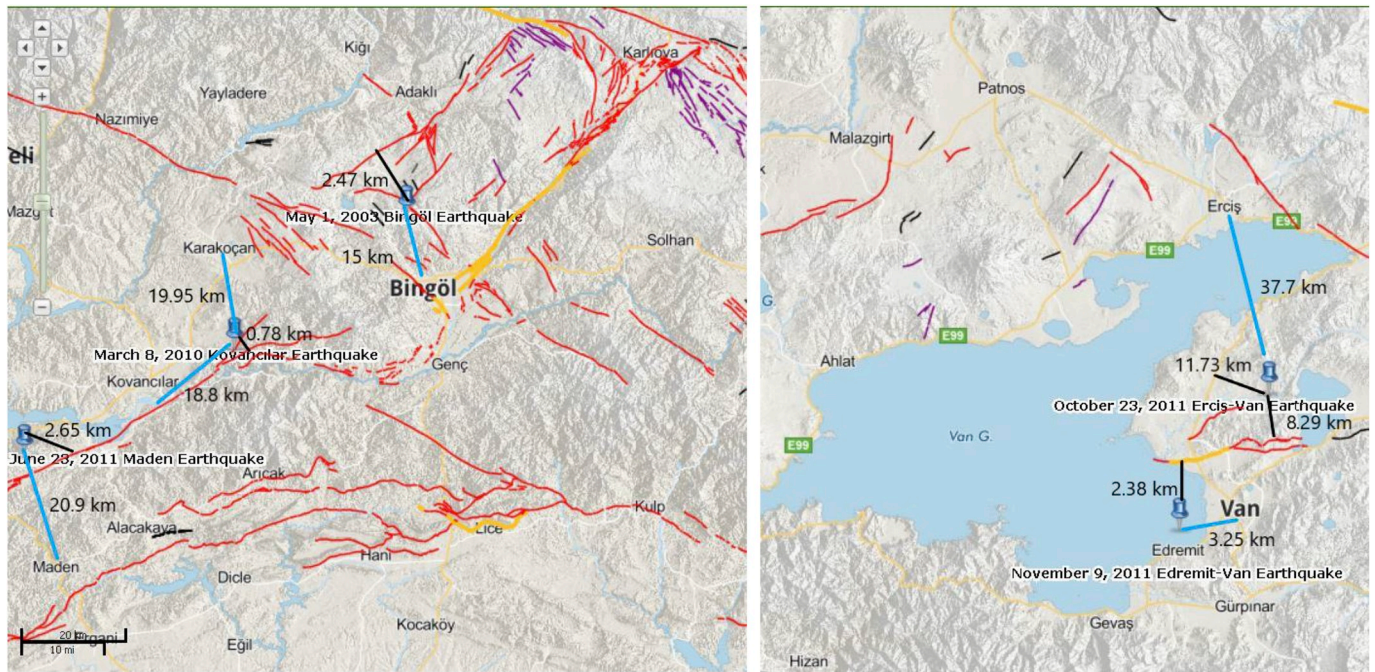 Kiğı
Karlıova
Yayladere
Adaklı
Nazımiye
eli
2.47 km
Mazgirt
May 1, 2003 Bingöl Earthquake
Karakoçan
Solhan
15 km
Bingöl
19.95 km
0.78 km
March 8, 2010 Kovancılar Earthquake
Kovancılar
Genç
18.8 km
2.65 km
June 23, 2011 Maden Earthquake
Arıcak
20.9 km
Alacakaya
Lice
Kulp
Maden
Hani
Dicle
20 km
Ergani
10 mi
Eğil
Kocaköy
Patnos
Malazgirt
Erciş
E99
E99
37.7 km
G.
E99
Ahlat
11.73 km
October 23, 2011 Erciş-Van Earthquake
8.29 km
E99
Van G.
2.38 km
Van
3.25 km
Edremit
November 9, 2011 Edremit-Van Earthquake
Gürpınar
Gevaş
Hizan